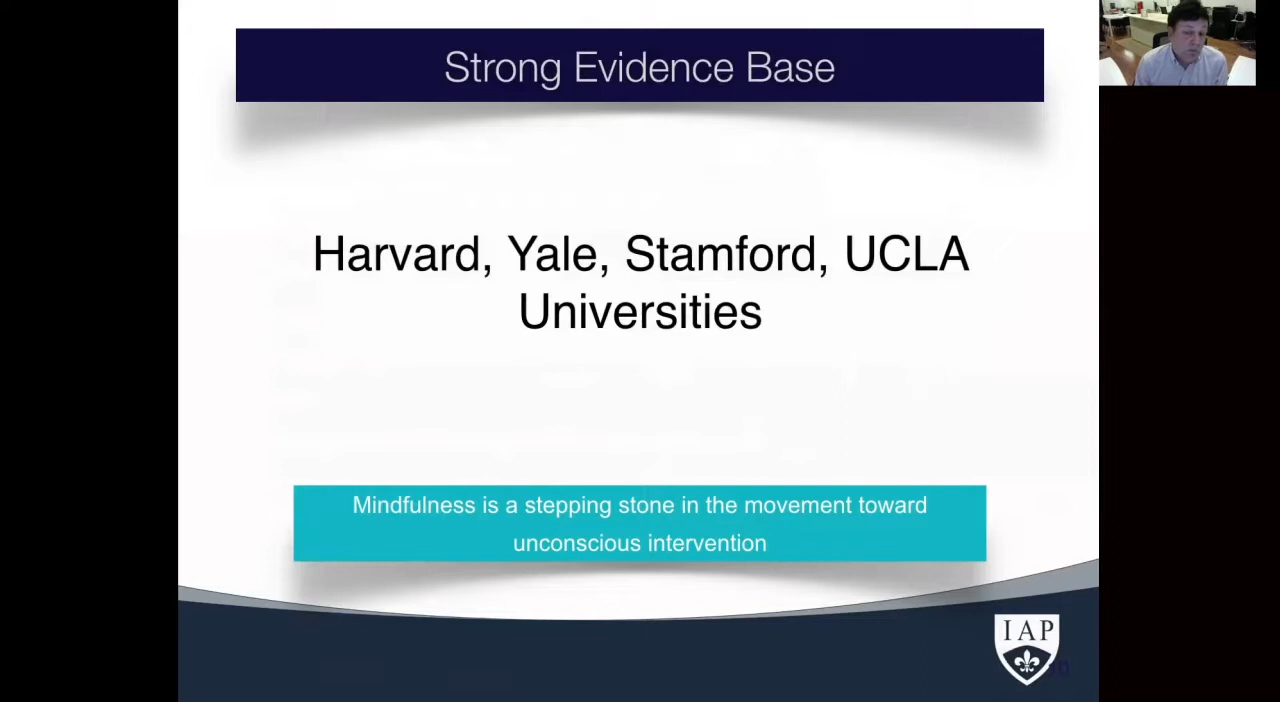 Strong Evidence Base
Harvard, Yale, Stamford, UCLA
Universities
Mindfulness is a stepping stone in the movement toward
unconscious intervention
IAP